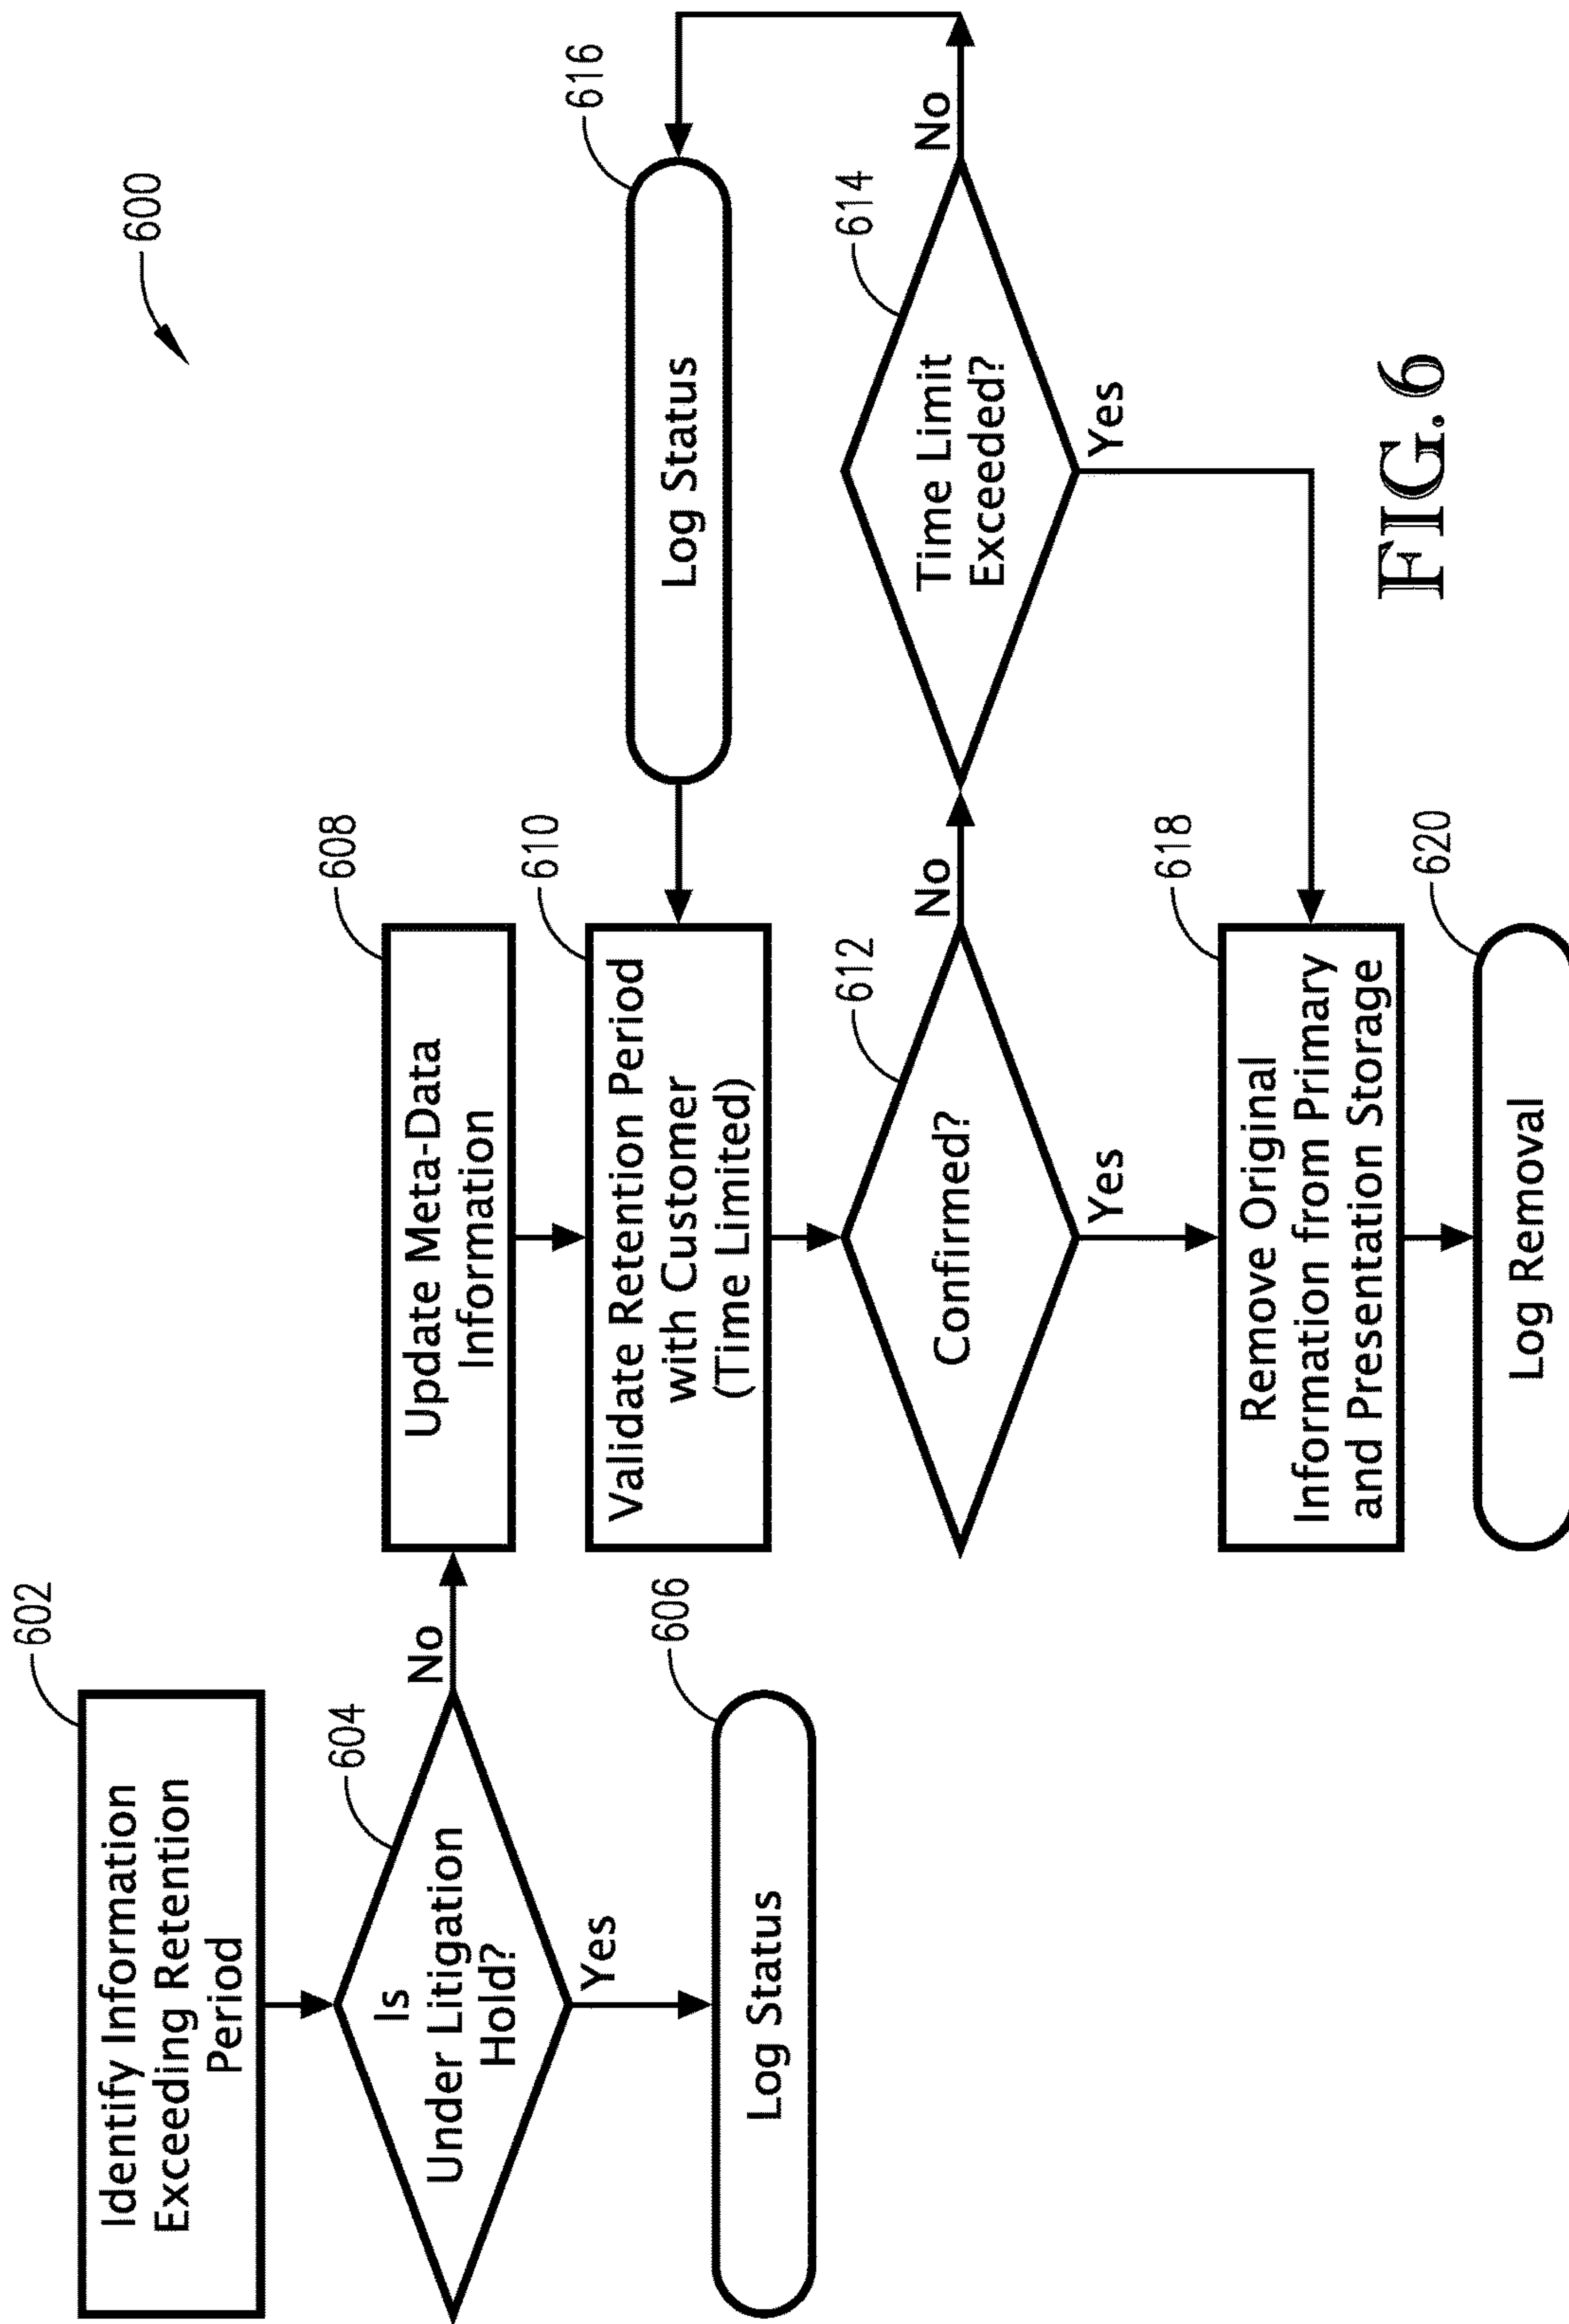 600
602
Identify Information
Exceeding Retention
Period
604
Is
Under Litigation
Hold?
No
Yes
606
Log Status
608
Update Meta-Data
Information
610
Validate Retention Period
with Customer
(Time Limited)
612
Confirmed?
No
Yes
614
Time Limit
Exceeded?
No
Yes
616
Log Status
618
Remove Original
Information from Primary
and Presentation Storage
620
Log Removal
FIG. 6